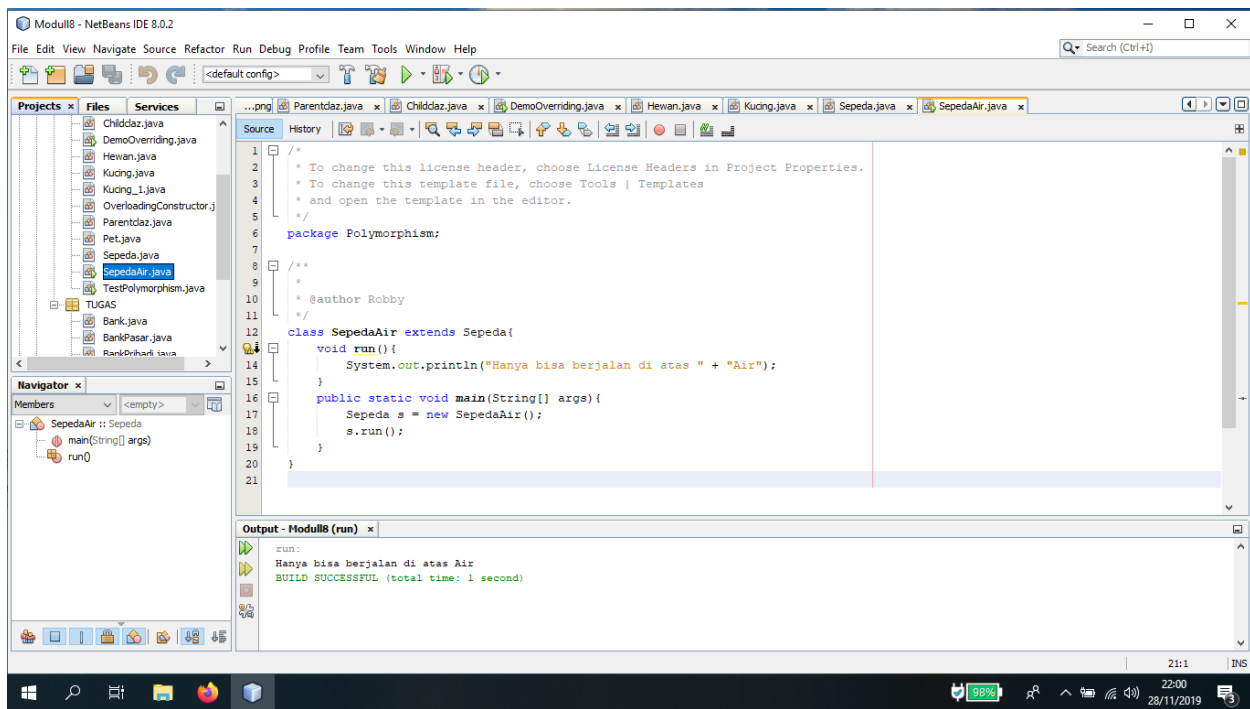 Modull8 - NetBeans IDE 8.0.2
File Edit View Navigate Source Refactor Run Debug Profile Team Tools Window Help
Search (Ctrl+I)
<default config>
Projects Files Services
...png Parentclaz.java Childclaz.java DemoOverriding.java Hewan.java Kucing.java Sepeda.java SepedaAir.java
Childclaz.java
DemoOverriding.java
Hewan.java
Kucing.java
Kucing_1.java
OverloadingConstructor.j
Parentclaz.java
Pet.java
Sepeda.java
SepedaAir.java
TestPolymorphism.java
TUGAS
Bank.java
BankPasar.java
BankPribadi.java
Navigator
Members <empty>
SepedaAir :: Sepeda
main(String[] args)
run()
Source History
1 /*
2 * To change this license header, choose License Headers in Project Properties.
3 * To change this template file, choose Tools | Templates
4 * and open the template in the editor.
5 */
6 package Polymorphism;
7
8 /**
9 *
10 * @author Robby
11 */
12 class SepedaAir extends Sepeda{
void run(){
14 System.out.println("Hanya bisa berjalan di atas " + "Air");
15 }
16 public static void main(String[] args){
17 Sepeda s = new SepedaAir();
18 s.run();
19 }
20 }
21
Output - Modull8 (run)
run:
Hanya bisa berjalan di atas Air
BUILD SUCCESSFUL (total time: 1 second)
21:1 INS
98%
22:00
28/11/2019
3